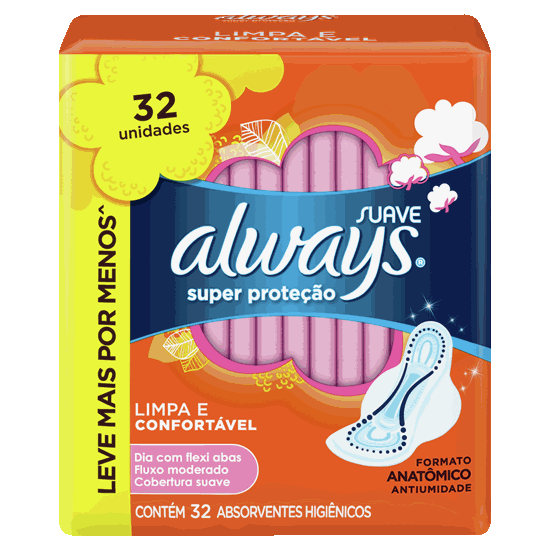 LIMPA E
CONFORTÁVEL
32
unidades
LEVE MAIS POR MENOS^
SUAVE
always®
super proteção
LIMPA E
CONFORTÁVEL
Dia com flexi abas
Fluxo moderado
Cobertura suave
FORMATO
ANATÔMICO
ANTIUMIDADE
CONTÉM 32 ABSORVENTES HIGIÊNICOS